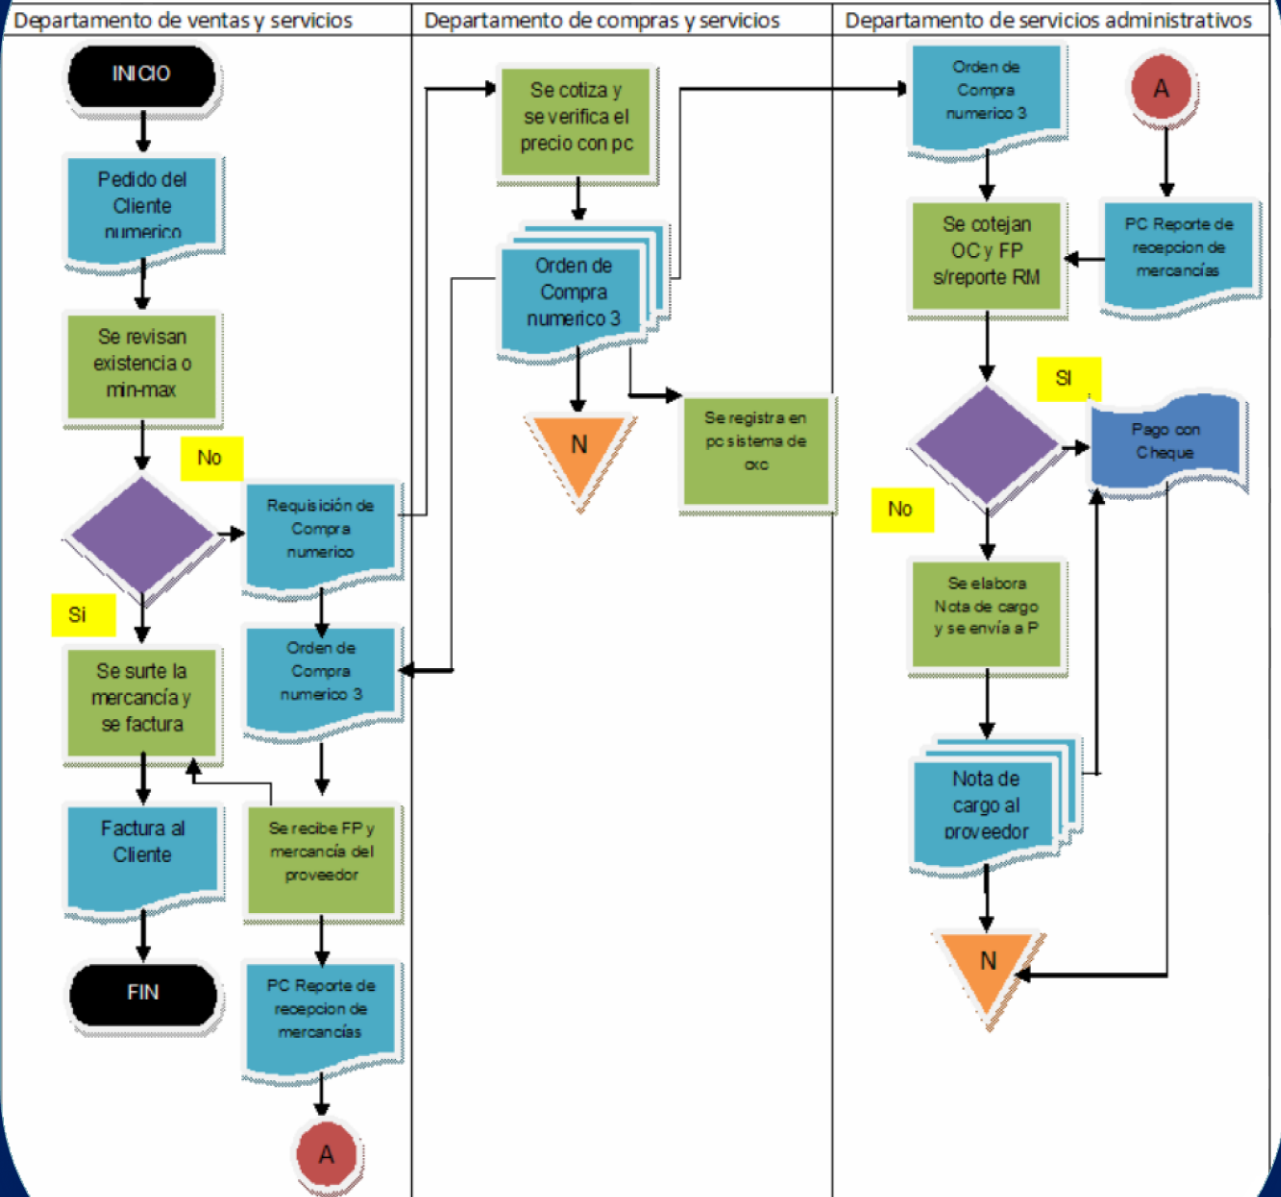 Departamento de ventas y servicios
Departamento de compras y servicios
Departamento de servicios administrativos
INICIO
Pedido del
Cliente
numerico
Se revisan
existencia o
min-max
No
Si
Requisición de
Compra
numerico
Orden de
Compra
numerico 3
Se surte la
mercancía y
se factura
Factura al
Cliente
FIN
Se recibe FP y
mercancía del
proveedor
PC Reporte de
recepcion de
mercancías
A
Se cotiza y
se verifica el
precio con pc
Orden de
Compra
numerico 3
N
Se registra en
pc sistema de
cxc
Orden de
Compra
numerico 3
A
Se cotejan
OC y FP
s/reporte RM
PC Reporte de
recepcion de
mercancías
SI
Pago con
Cheque
No
Se elabora
Nota de cargo
y se envía a P
Nota de
cargo al
proveedor
N